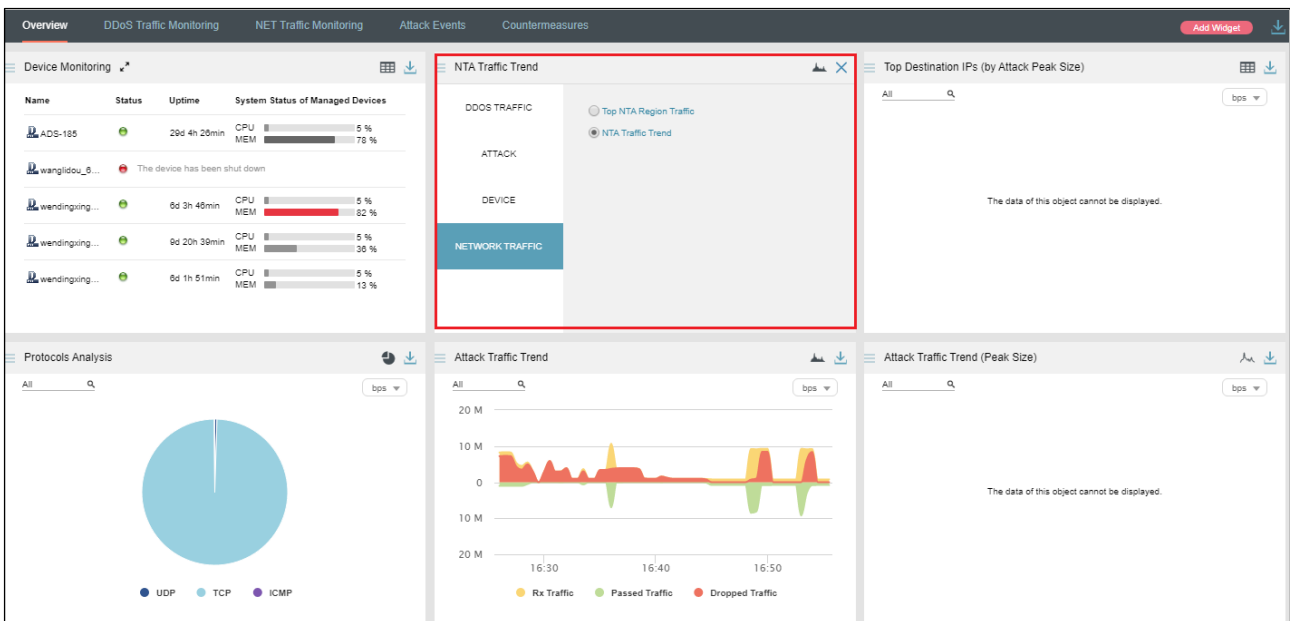 Overview DDoS Traffic Monitoring NET Traffic Monitoring Attack Events Countermeasures Add Widget
Device Monitoring
Name Status Uptime System Status of Managed Devices
ADS-185 29d 4h 26min CPU 5 %
MEM 78 %
wanglidou_6... The device has been shut down
wendingxing... 6d 3h 46min CPU 5 %
MEM 82 %
wendingxing... 9d 20h 39min CPU 5 %
MEM 36 %
wendingxing... 6d 1h 51min CPU 5 %
MEM 13 %
NTA Traffic Trend
DDOS TRAFFIC
ATTACK
DEVICE
NETWORK TRAFFIC
Top NTA Region Traffic
NTA Traffic Trend
Top Destination IPs (by Attack Peak Size)
All bps
The data of this object cannot be displayed.
Protocols Analysis
All bps
UDP TCP ICMP
Attack Traffic Trend
All bps
20 M
10 M
0
10 M
20 M
16:30 16:40 16:50
Rx Traffic Passed Traffic Dropped Traffic
Attack Traffic Trend (Peak Size)
All bps
The data of this object cannot be displayed.